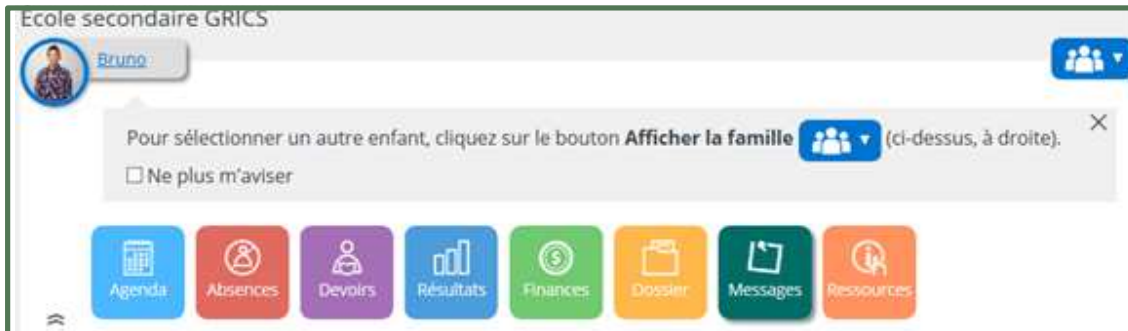 Ecole secondaire GRICS
Bruno
Pour sélectionner un autre enfant, cliquez sur le bouton Afficher la famille (ci-dessus, à droite).
Ne plus m'aviser
Agenda Absences Devoirs Résultats Finances Dossier Messages Ressources